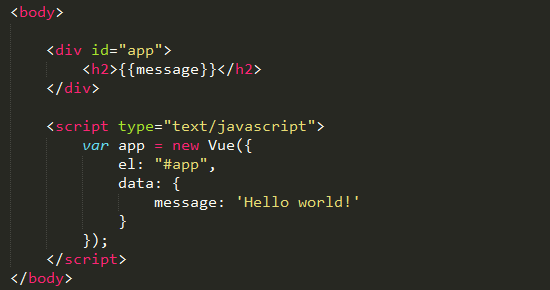 <body>
<div id="app">
<h2>{{message}}</h2>
</div>
<script type="text/javascript">
var app = new Vue({
el: "#app",
data: {
message: 'Hello world!'
}
});
</script>
</body>